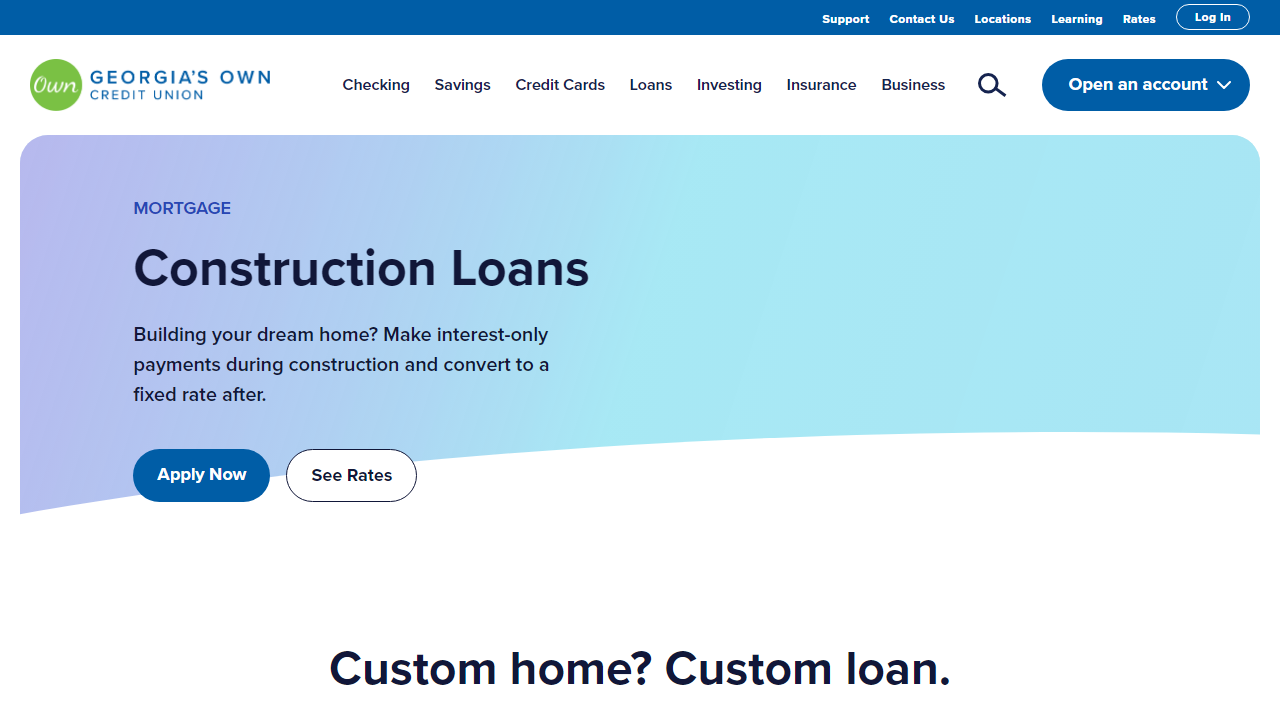 Support Contact Us Locations Learning Rates Log In
Own GEORGIA'S OWN
CREDIT UNION
Checking Savings Credit Cards Loans Investing Insurance Business Open an account
MORTGAGE
Construction Loans
Building your dream home? Make interest-only
payments during construction and convert to a
fixed rate after.
Apply Now See Rates
Custom home? Custom loan.